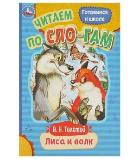 Готовимся к школе
ЧИТАЕМ
ПО СЛО-ГАМ
Л. Н. Толстой
Лиса и волк